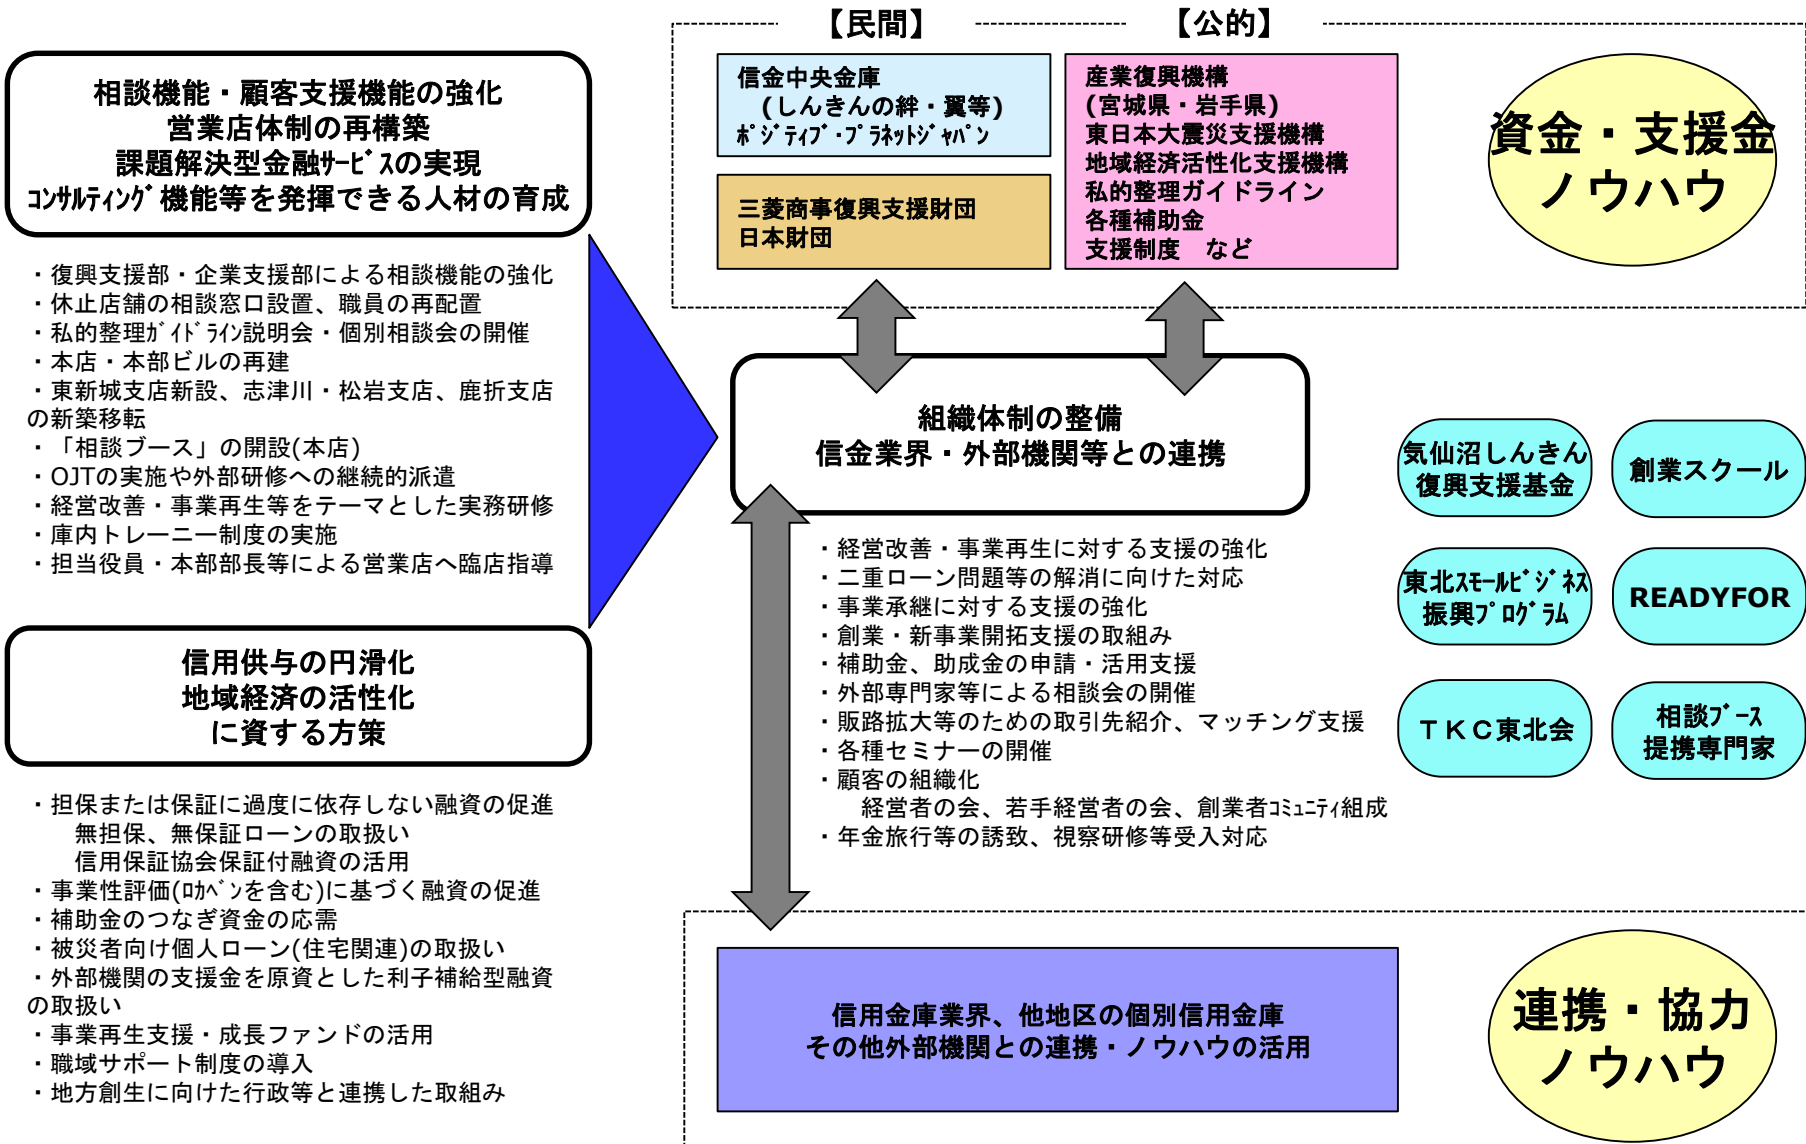 【民間】
【公的】
相談機能・顧客支援機能の強化
営業店体制の再構築
課題解決型金融ｻｰﾋﾞｽの実現
ｺﾝｻﾙﾃｨﾝｸﾞ機能等を発揮できる人材の育成
・復興支援部・企業支援部による相談機能の強化
・休止店舗の相談窓口設置、職員の再配置
・私的整理ｶﾞｲﾄﾞﾗｲﾝ説明会・個別相談会の開催
・本店・本部ビルの再建
・東新城支店新設、志津川・松岩支店、鹿折支店
の新築移転
・「相談ブース」の開設(本店)
・OJTの実施や外部研修への継続的派遣
・経営改善・事業再生等をテーマとした実務研修
・庫内トレーニー制度の実施
・担当役員・本部部長等による営業店へ臨店指導
信用供与の円滑化
地域経済の活性化
に資する方策
・担保または保証に過度に依存しない融資の促進
無担保、無保証ローンの取扱い
信用保証協会保証付融資の活用
・事業性評価(ﾛｶﾍﾞﾝを含む)に基づく融資の促進
・補助金のつなぎ資金の応需
・被災者向け個人ローン(住宅関連)の取扱い
・外部機関の支援金を原資とした利子補給型融資
の取扱い
・事業再生支援・成長ファンドの活用
・職域サポート制度の導入
・地方創生に向けた行政等と連携した取組み
信金中央金庫
(しんきんの絆・翼等)
ﾎﾟｼﾞﾃｨﾌﾞ･ﾌﾟﾗﾈｯﾄｼﾞｬﾊﾟﾝ
三菱商事復興支援財団
日本財団
産業復興機構
(宮城県・岩手県)
東日本大震災支援機構
地域経済活性化支援機構
私的整理ガイドライン
各種補助金
支援制度　など
資金・支援金
ノウハウ
組織体制の整備
信金業界・外部機関等との連携
・経営改善・事業再生に対する支援の強化
・二重ローン問題等の解消に向けた対応
・事業承継に対する支援の強化
・創業・新事業開拓支援の取組み
・補助金、助成金の申請・活用支援
・外部専門家等による相談会の開催
・販路拡大等のための取引先紹介、マッチング支援
・各種セミナーの開催
・顧客の組織化
経営者の会、若手経営者の会、創業者ｺﾐｭﾆﾃｨ組成
・年金旅行等の誘致、視察研修等受入対応
気仙沼しんきん
復興支援基金
創業スクール
東北ｽﾓｰﾙﾋﾞｼﾞﾈｽ
振興ﾌﾟﾛｸﾞﾗﾑ
READYFOR
ＴＫＣ東北会
相談ﾌﾞｰｽ
提携専門家
信用金庫業界、他地区の個別信用金庫
その他外部機関との連携・ノウハウの活用
連携・協力
ノウハウ